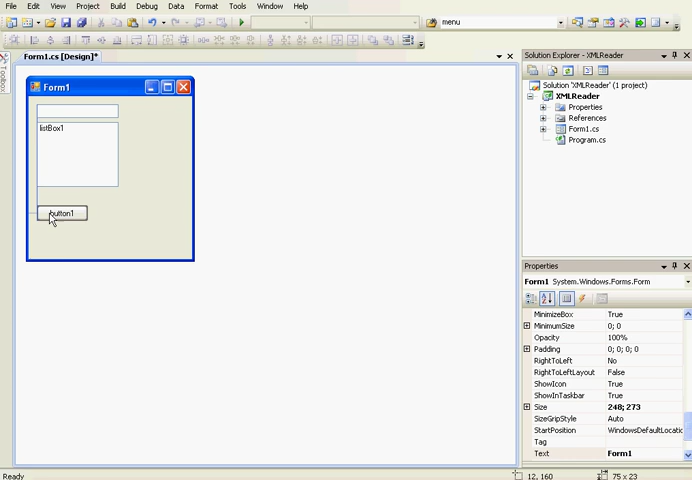 File Edit View Project Build Debug Data Format Tools Window Help
menu
Form1.cs [Design]*
Toolbox
Form1
listBox1
button1
Solution Explorer - XMLReader
Solution 'XMLReader' (1 project)
XMLReader
Properties
References
Form1.cs
Program.cs
Properties
Form1 System.Windows.Forms.Form
MinimizeBox True
MinimumSize 0; 0
Opacity 100%
Padding 0; 0; 0; 0
RightToLeft No
RightToLeftLayout False
ShowIcon True
ShowInTaskbar True
Size 248; 273
SizeGripStyle Auto
StartPosition WindowsDefaultLocatio
Tag
Text Form1
Ready 12, 160 75 x 23